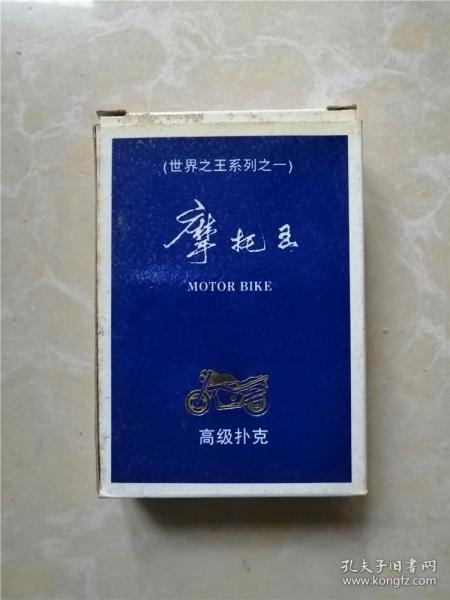 (世界之王系列之一)
摩托王
MOTOR BIKE
高级扑克
孔夫子旧书网
www.kongfz.com